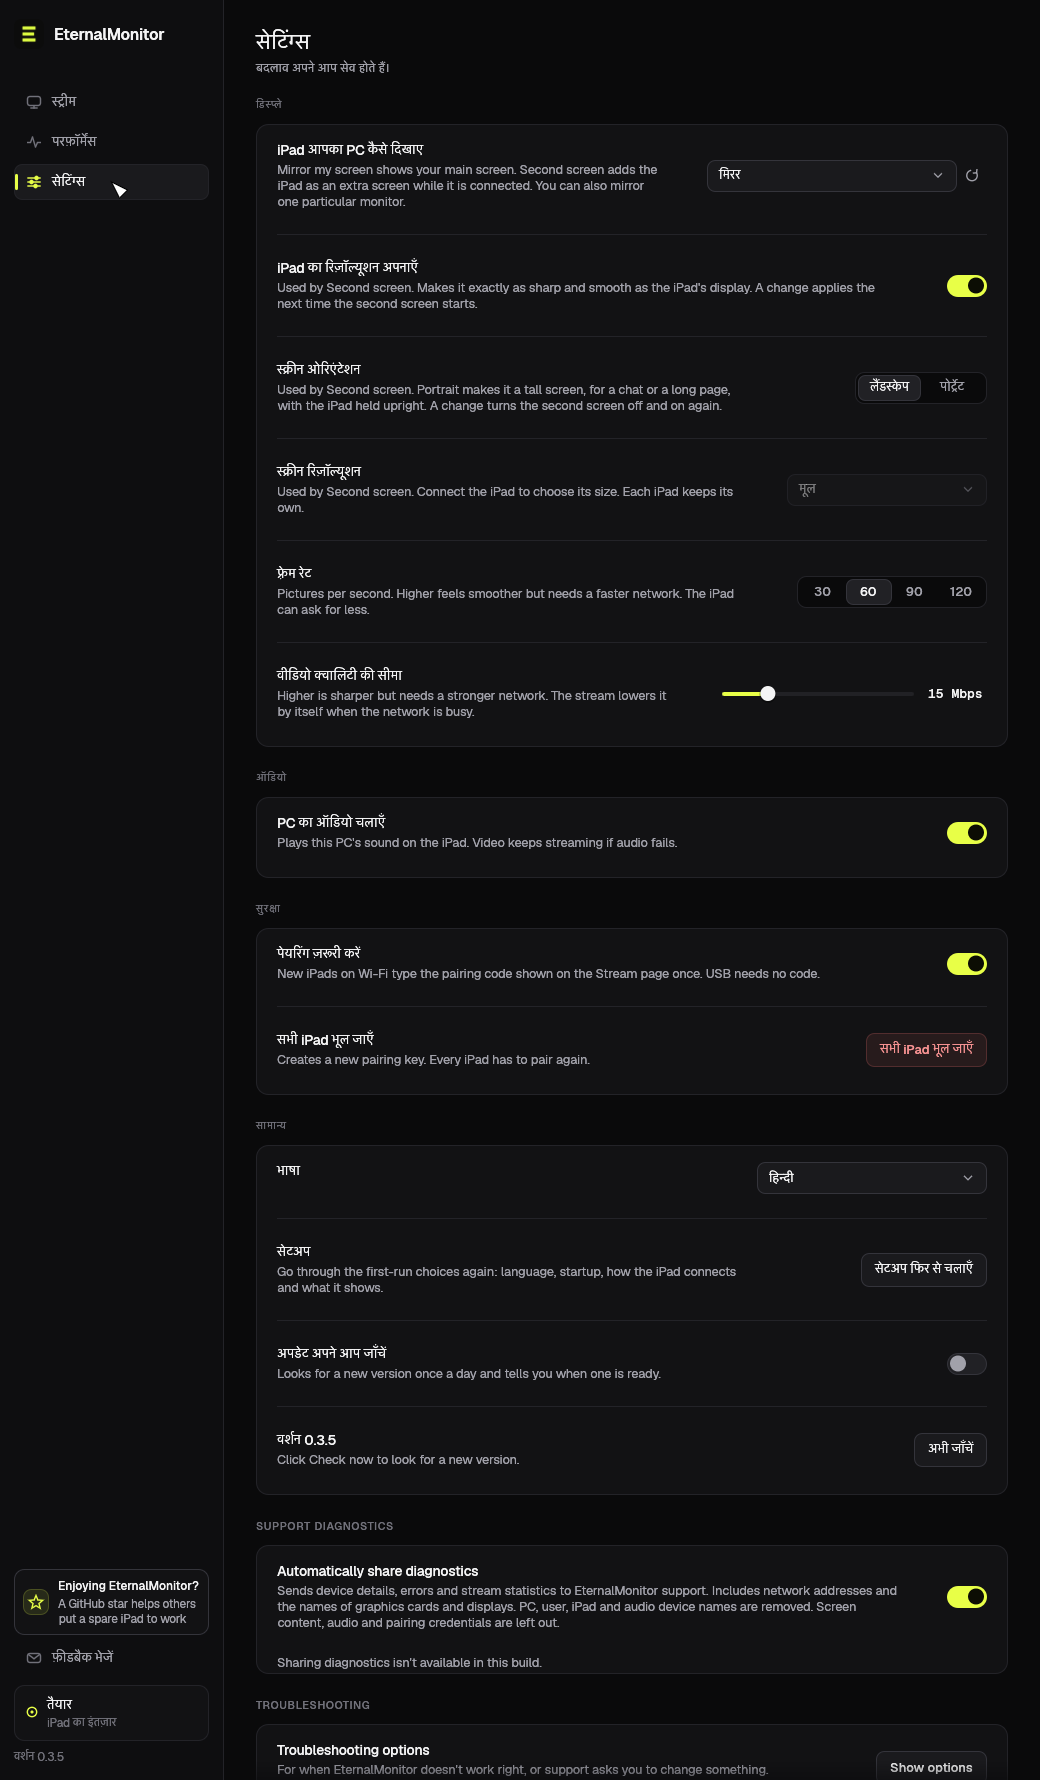 EternalMonitor
स्ट्रीम
परफ़ॉर्मेंस
सेटिंग्स
सेटिंग्स
बदलाव अपने आप सेव होते हैं।
डिस्प्ले
iPad आपका PC कैसे दिखाए
Mirror my screen shows your main screen. Second screen adds the
iPad as an extra screen while it is connected. You can also mirror
one particular monitor.
मिरर
iPad का रिज़ॉल्यूशन अपनाएँ
Used by Second screen. Makes it exactly as sharp and smooth as the iPad's display. A change applies the
next time the second screen starts.
स्क्रीन ओरिएंटेशन
Used by Second screen. Portrait makes it a tall screen, for a chat or a long page,
with the iPad held upright. A change turns the second screen off and on again.
लैंडस्केप
पोर्ट्रेट
स्क्रीन रिज़ॉल्यूशन
Used by Second screen. Connect the iPad to choose its size. Each iPad keeps its
own.
मूल
फ़्रेम रेट
Pictures per second. Higher feels smoother but needs a faster network. The iPad
can ask for less.
30 60 90 120
वीडियो क्वालिटी की सीमा
Higher is sharper but needs a stronger network. The stream lowers it
by itself when the network is busy.
15 Mbps
ऑडियो
PC का ऑडियो चलाएँ
Plays this PC's sound on the iPad. Video keeps streaming if audio fails.
सुरक्षा
पेयरिंग ज़रूरी करें
New iPads on Wi-Fi type the pairing code shown on the Stream page once. USB needs no code.
सभी iPad भूल जाएँ
Creates a new pairing key. Every iPad has to pair again.
सभी iPad भूल जाएँ
सामान्य
भाषा
हिन्दी
सेटअप
Go through the first-run choices again: language, startup, how the iPad connects
and what it shows.
सेटअप फिर से चलाएँ
अपडेट अपने आप जाँचें
Looks for a new version once a day and tells you when one is ready.
वर्शन 0.3.5
Click Check now to look for a new version.
अभी जाँचें
SUPPORT DIAGNOSTICS
Automatically share diagnostics
Sends device details, errors and stream statistics to EternalMonitor support. Includes network addresses and
the names of graphics cards and displays. PC, user, iPad and audio device names are removed. Screen
content, audio and pairing credentials are left out.
Sharing diagnostics isn't available in this build.
TROUBLESHOOTING
Troubleshooting options
For when EternalMonitor doesn't work right, or support asks you to change something.
Show options
Enjoying EternalMonitor?
A GitHub star helps others
put a spare iPad to work
फ़ीडबैक भेजें
तैयार
iPad का इंतज़ार
वर्शन 0.3.5